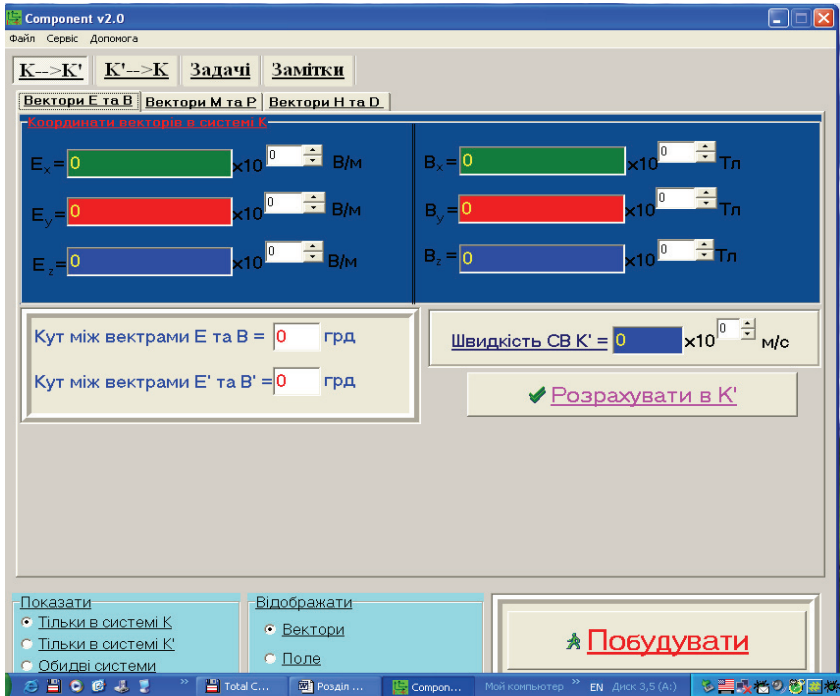 Component v2.0
Файл Сервіс Допомога
K-->K' K'-->K Задачі Замітки
Вектори E та B Вектори M та P Вектори H та D
Координати векторів в системі K
Ex = 0 ×10 0 В/м Bx = 0 ×10 0 Тл
Ey = 0 ×10 0 В/м By = 0 ×10 0 Тл
Ez = 0 ×10 0 В/м Bz = 0 ×10 0 Тл
Кут між вектрами E та B = 0 грд
Швидкість СВ K' = 0 ×10 0 м/с
Кут між вектрами E' та B' = 0 грд
Розрахувати в K'
Показати
Тільки в системі K
Тільки в системі K'
Обидві системи
Відображати
Вектори
Поле
Побудувати
Total C... Розділ ... Compon... Мой компьютер » EN Диск 3,5 (A:)